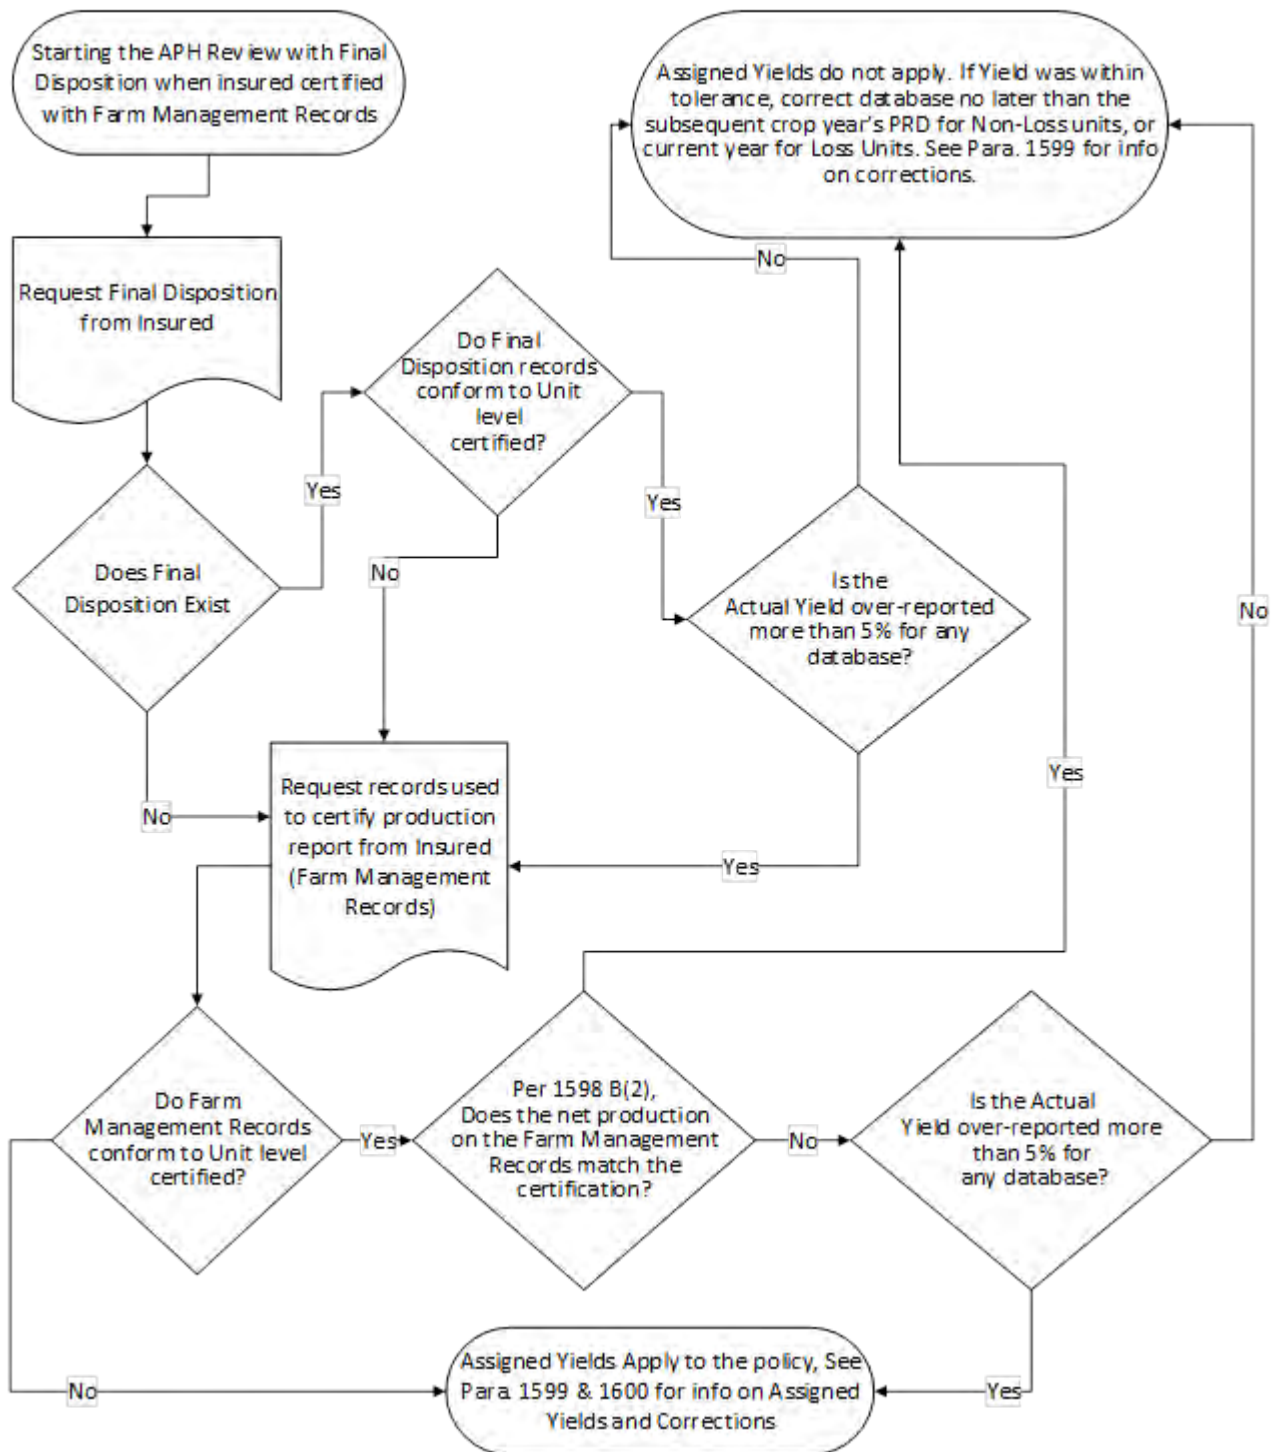 Starting the APH Review with Final
Disposition when insured certified
with Farm Management Records
Assigned Yields do not apply. If Yield was within
tolerance, correct database no later than the
subsequent crop year's PRD for Non-Loss units, or
current year for Loss Units. See Para. 1599 for info
on corrections.
No
Request Final Disposition
from Insured
Do Final
Disposition records
conform to Unit
level
certified?
Yes
Yes
No
Does Final
Disposition Exist
Is the
Actual Yield over-reported
more than 5% for any
database?
No
Yes
No
Request records used
to certify production
report from Insured
(Farm Management
Records)
Yes
Do Farm
Management Records
conform to Unit level
certified?
Yes
Per 1598 B(2),
Does the net production
on the Farm Management
Records match the
certification?
No
Is the Actual
Yield over-reported more
than 5% for
any database?
No
Assigned Yields Apply to the policy, See
Para. 1599 & 1600 for info on Assigned
Yields and Corrections
Yes